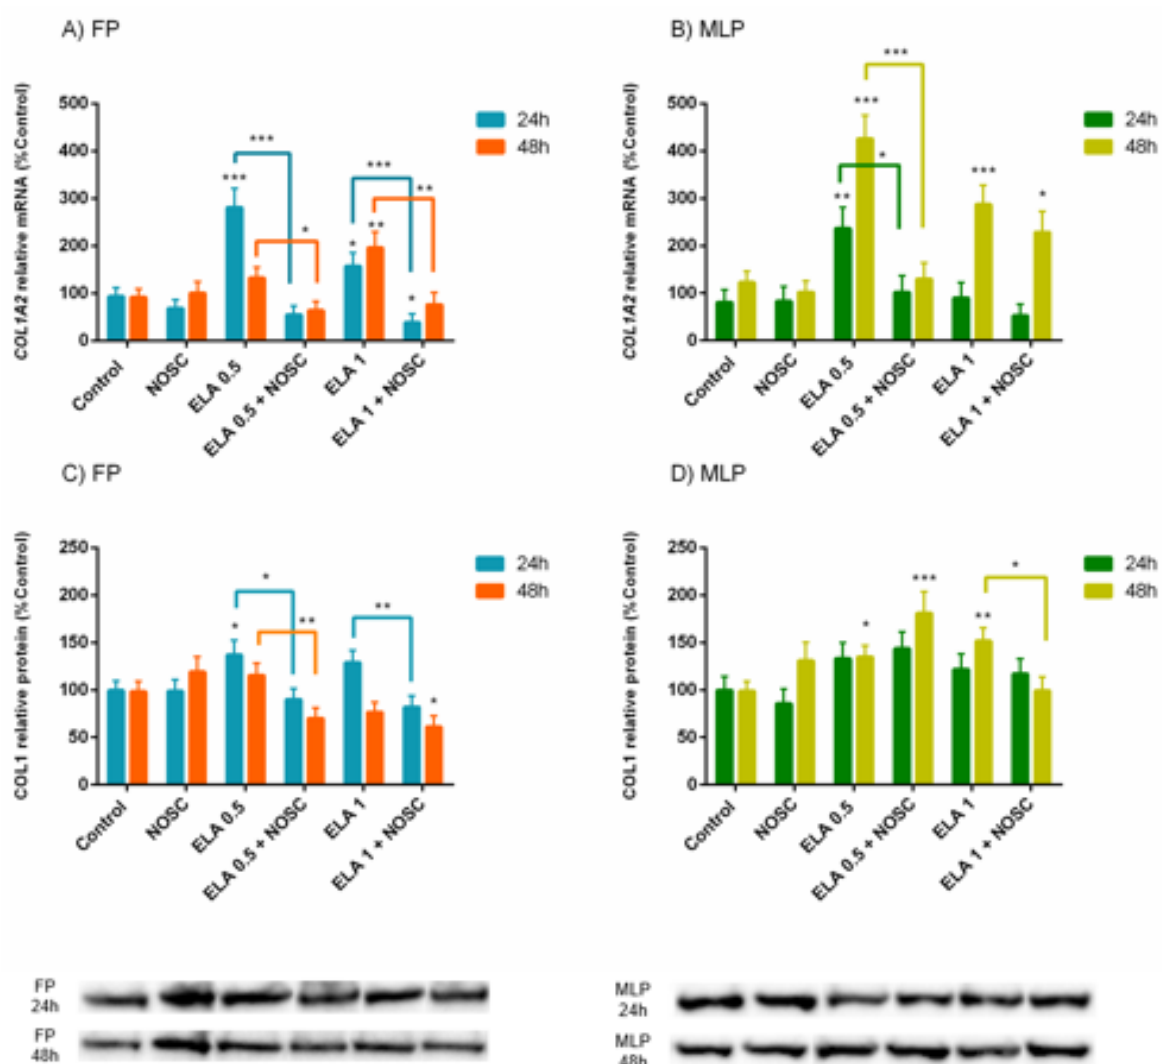 A) FP
COL1A2 relative mRNA (%Control)
500
400
300
200
100
0
***
***
*
*
***
**
**
*
24h
48h
Control
NOSC
ELA 0.5
ELA 0.5 + NOSC
ELA 1
ELA 1 + NOSC
B) MLP
COL1A2 relative mRNA (%Control)
500
400
300
200
100
0
***
***
*
**
***
*
24h
48h
Control
NOSC
ELA 0.5
ELA 0.5 + NOSC
ELA 1
ELA 1 + NOSC
C) FP
COL1 relative protein (%Control)
250
200
150
100
50
0
*
*
**
**
*
24h
48h
Control
NOSC
ELA 0.5
ELA 0.5 + NOSC
ELA 1
ELA 1 + NOSC
D) MLP
COL1 relative protein (%Control)
250
200
150
100
50
0
*
***
**
*
24h
48h
Control
NOSC
ELA 0.5
ELA 0.5 + NOSC
ELA 1
ELA 1 + NOSC
FP
24h
FP
48h
MLP
24h
MLP
48h